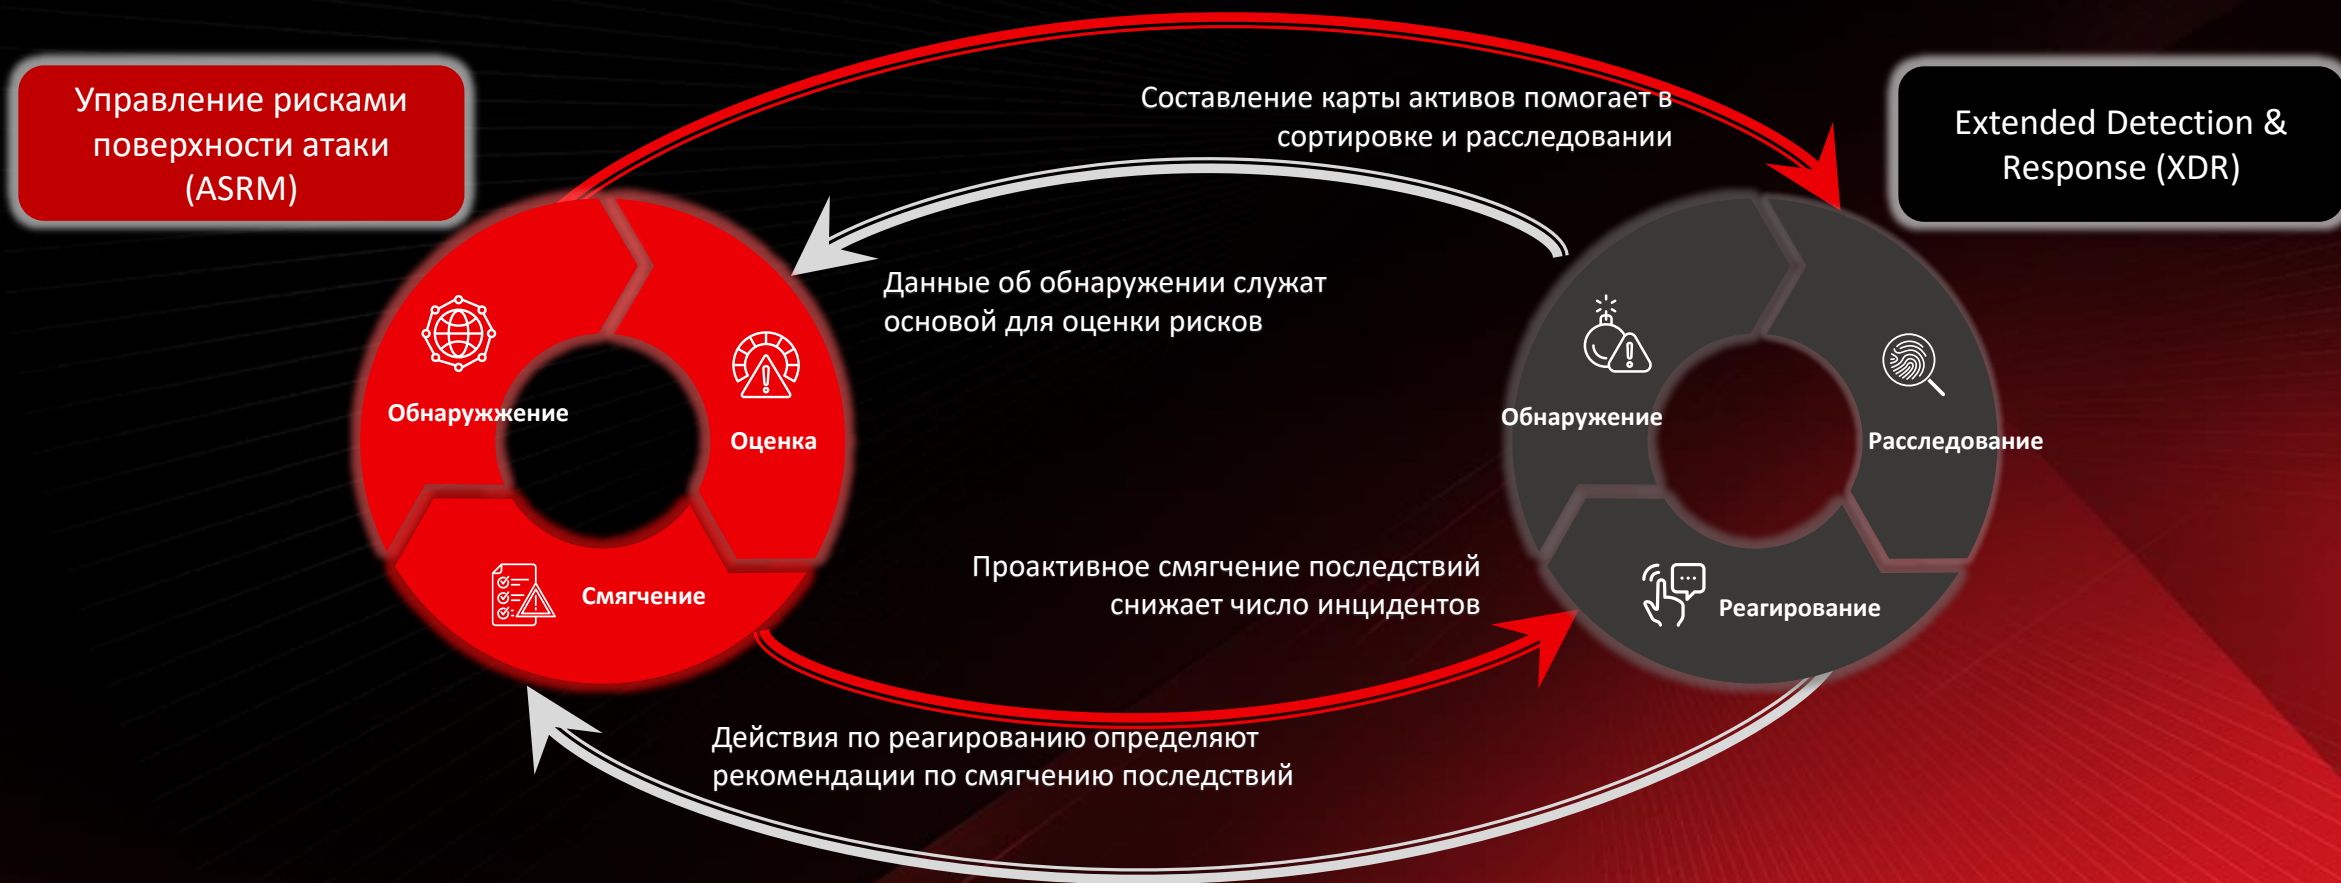 Управление рисками
поверхности атаки
(ASRM)
Составление карты активов помогает в
сортировке и расследовании
Extended Detection &
Response (XDR)
Данные об обнаружении служат
основой для оценки рисков
Обнаружжение
Оценка
Смягчение
Обнаружение
Расследование
Реагирование
Проактивное смягчение последствий
снижает число инцидентов
Действия по реагированию определяют
рекомендации по смягчению последствий